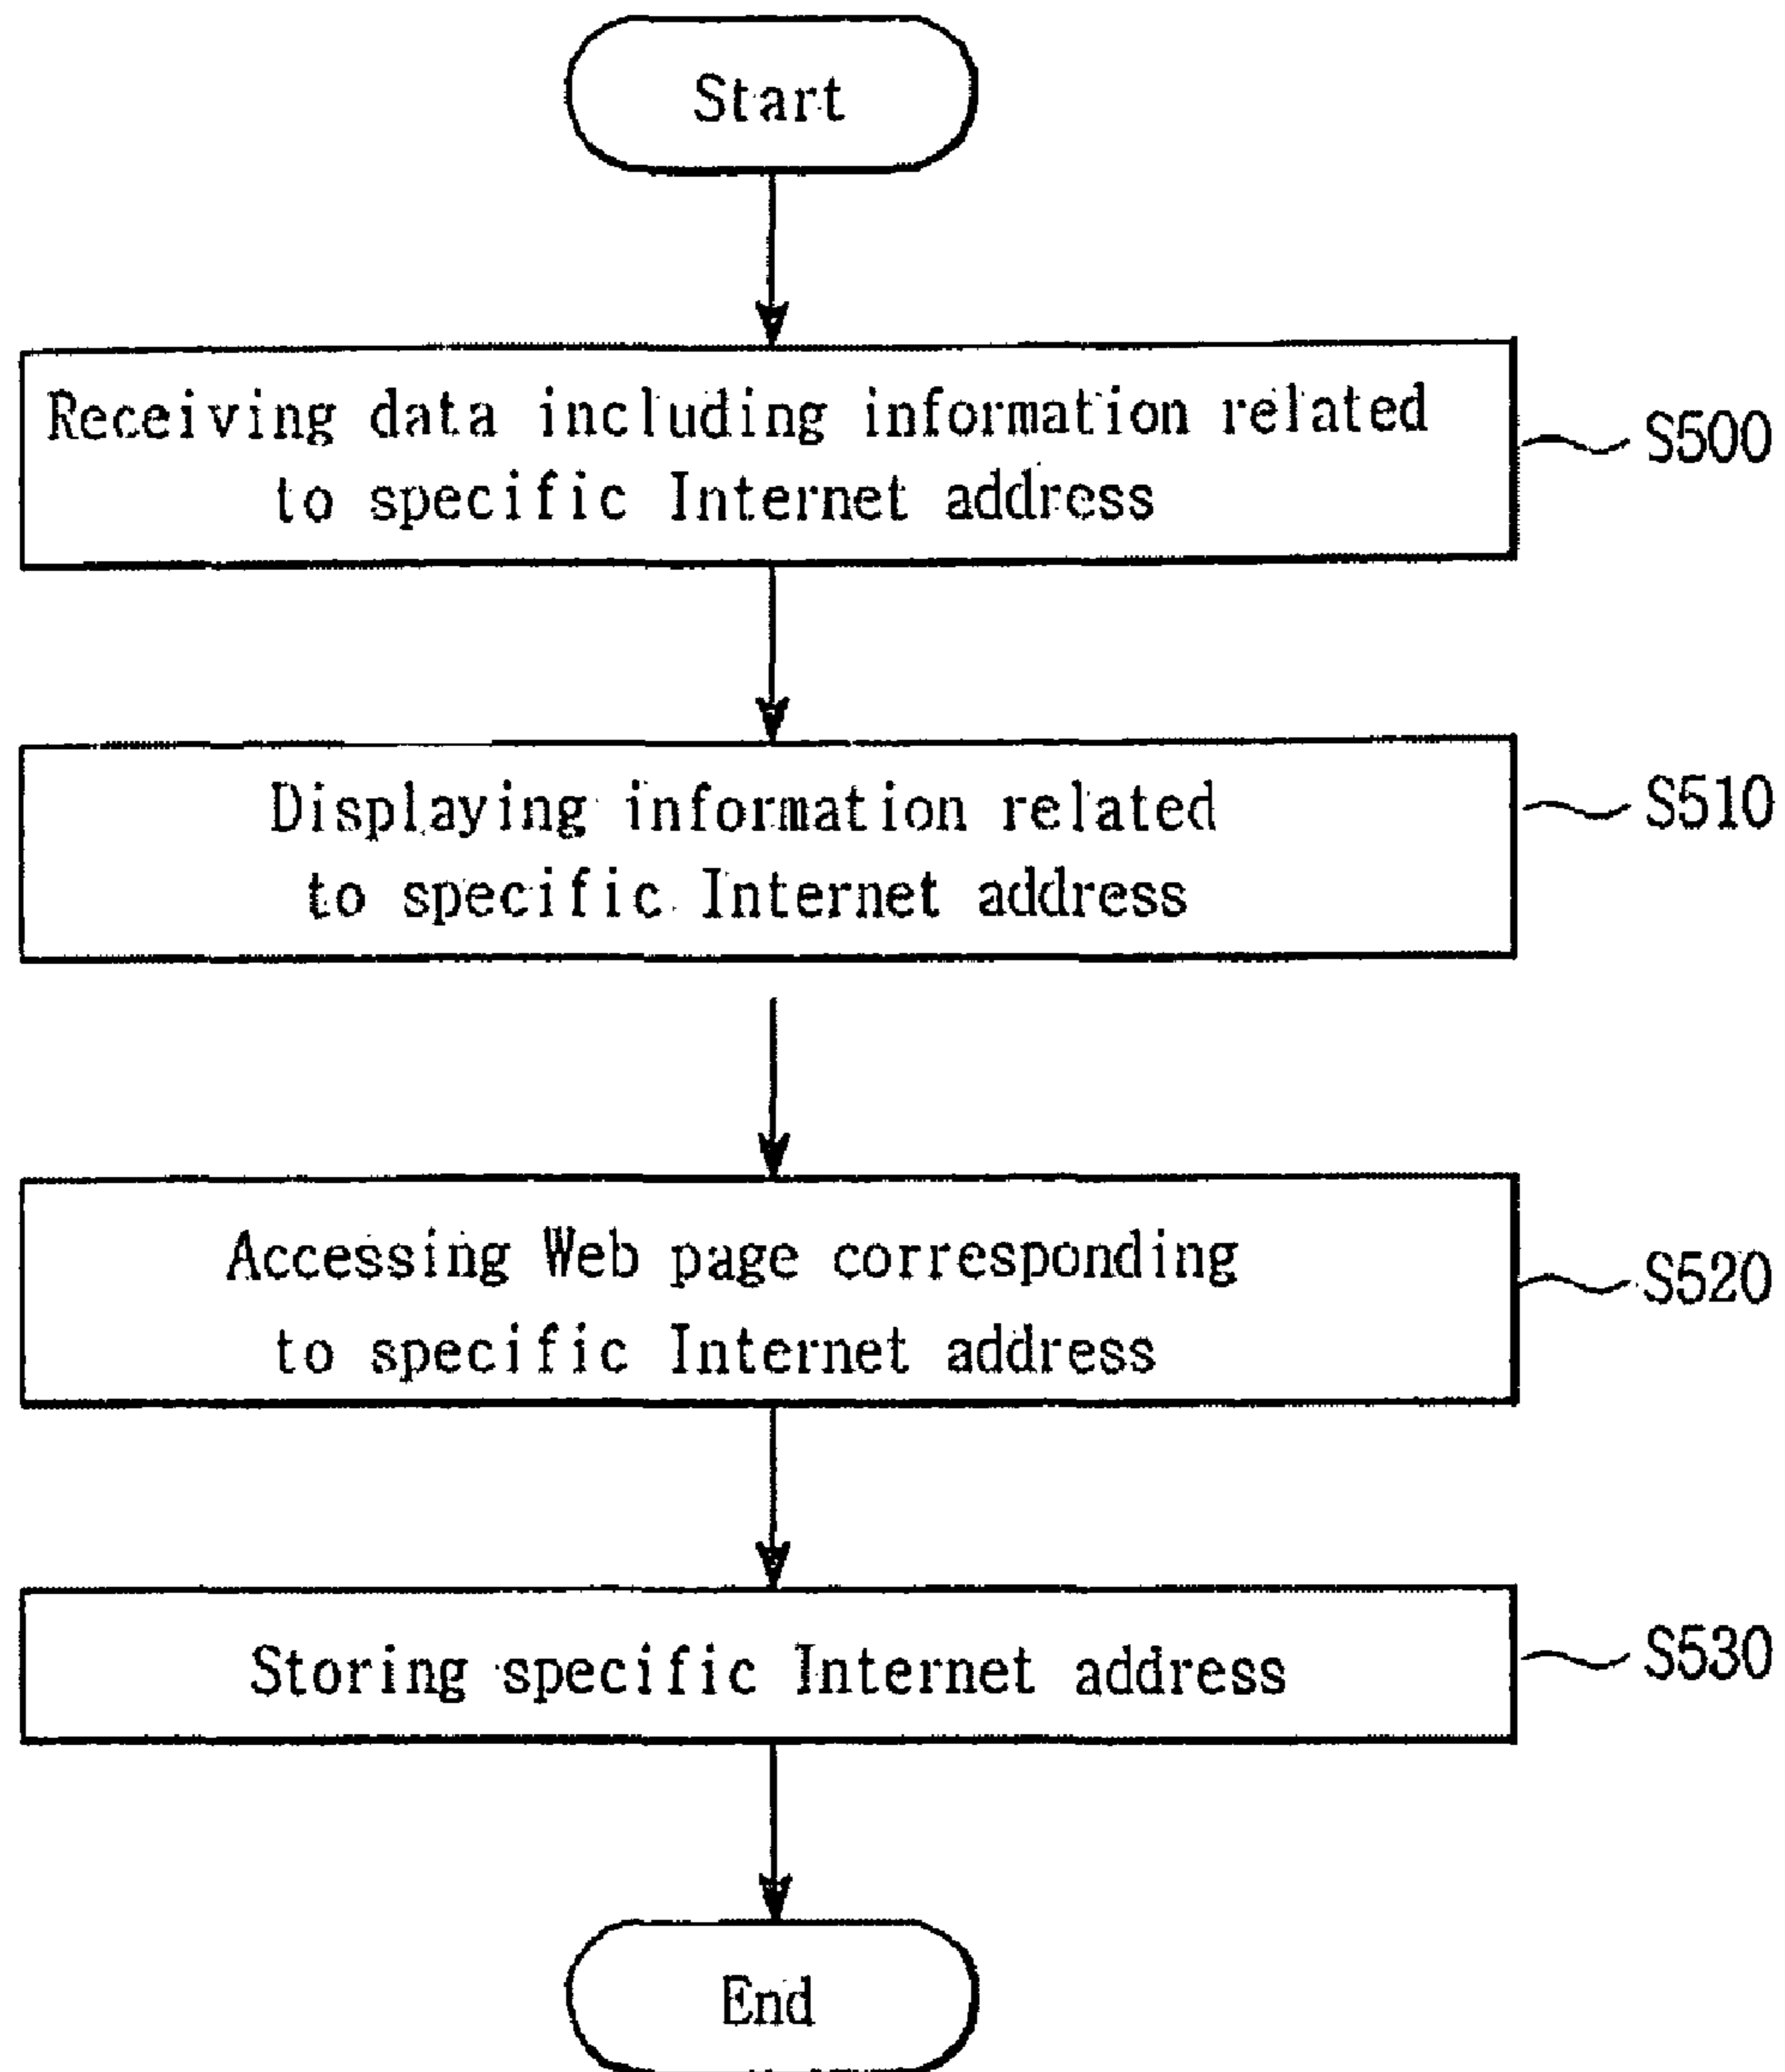 Start
Receiving data including information related
to specific Internet address
S500
Displaying information related
to specific Internet address
S510
Accessing Web page corresponding
to specific Internet address
S520
Storing specific Internet address
S530
End